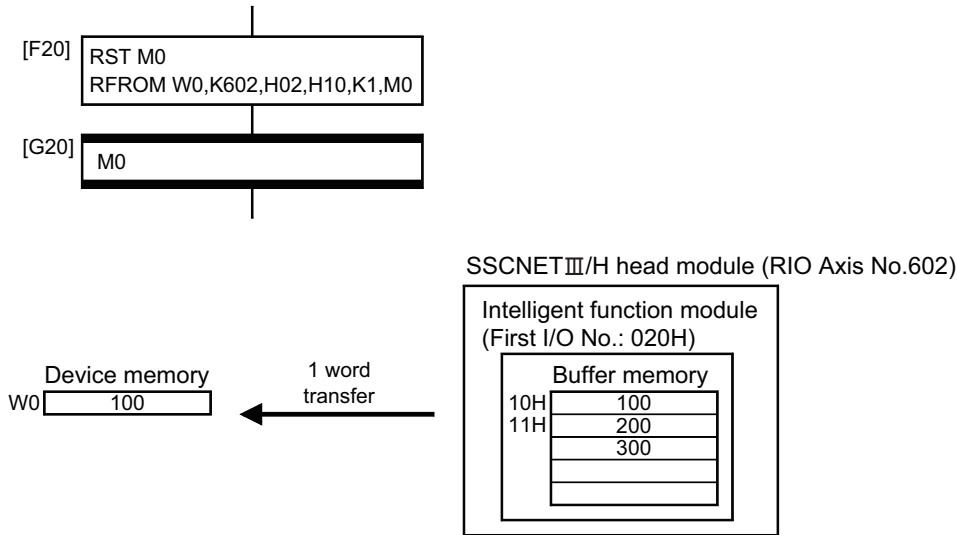 [F20]
RST M0
RFROM W0,K602,H02,H10,K1,M0
[G20]
M0
SSCNETⅢ/H head module (RIO Axis No.602)
Intelligent function module
(First I/O No.: 020H)
Device memory
W0 100
1 word
transfer
Buffer memory
10H 100
11H 200
300